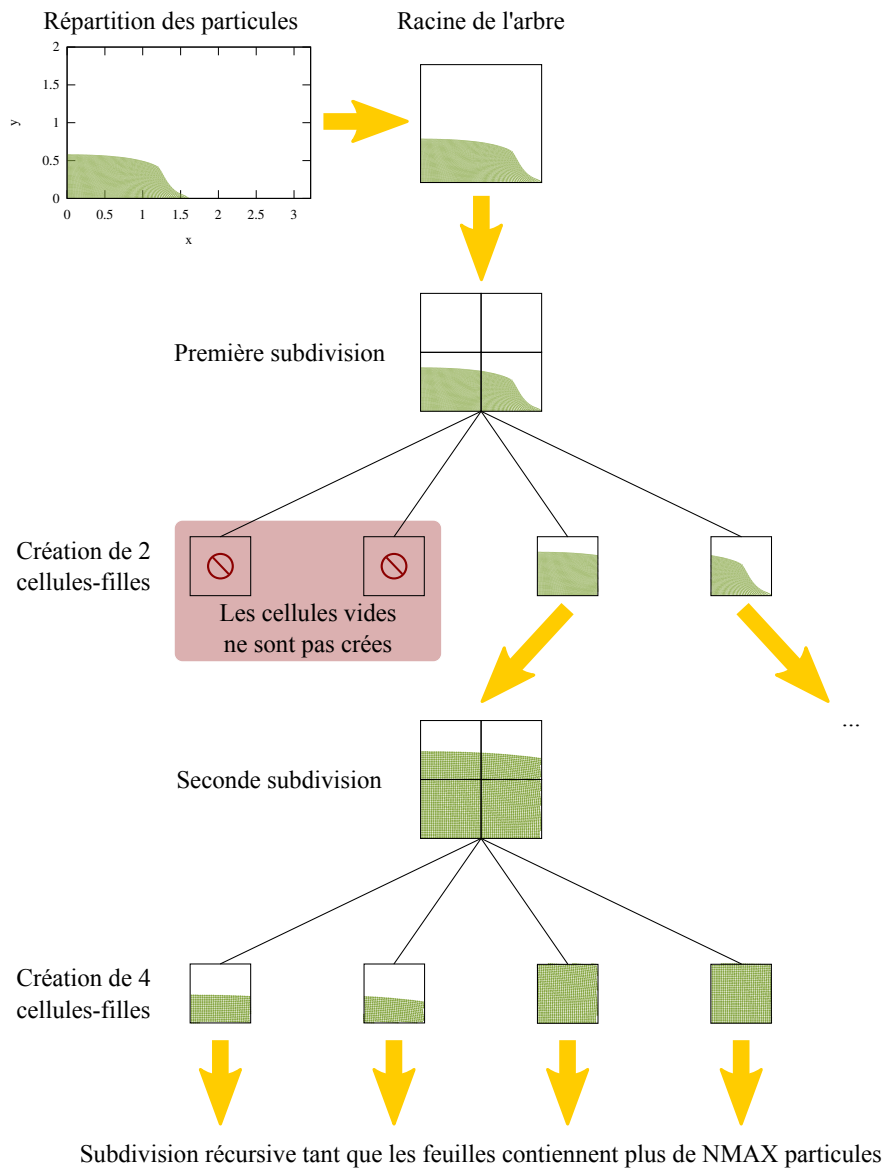 Répartition des particules
Racine de l'arbre
2
1.5
1
0.5
0
y
0
0.5
1
1.5
2
2.5
3
x
Première subdivision
Création de 2
cellules-filles
Les cellules vides
ne sont pas crées
...
Seconde subdivision
Création de 4
cellules-filles
Subdivision récursive tant que les feuilles contiennent plus de NMAX particules